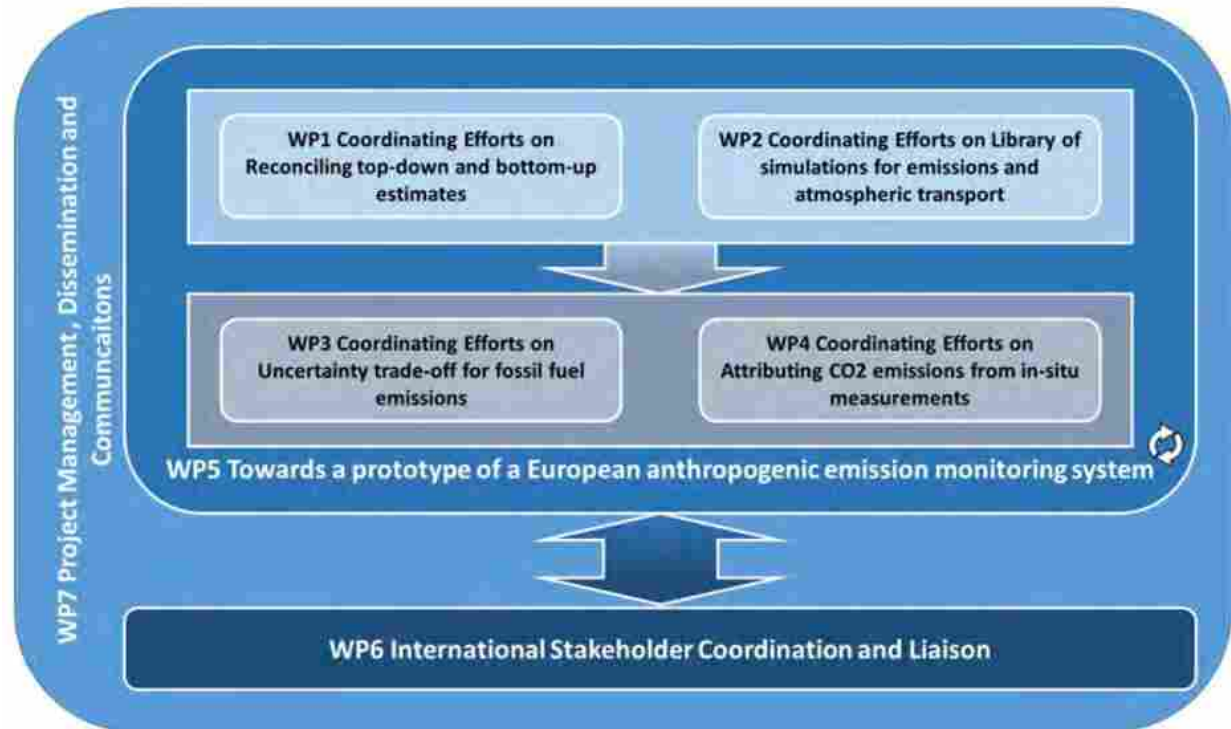 WP7 Project Management, Dissemination and
Communcaitons
WP1 Coordinating Efforts on
Reconciling top-down and bottom-up
estimates
WP2 Coordinating Efforts on Library of
simulations for emissions and
atmospheric transport
WP3 Coordinating Efforts on
Uncertainty trade-off for fossil fuel
emissions
WP4 Coordinating Efforts on
Attributing CO2 emissions from in-situ
measurements
WP5 Towards a prototype of a European anthropogenic emission monitoring system
WP6 International Stakeholder Coordination and Liaison